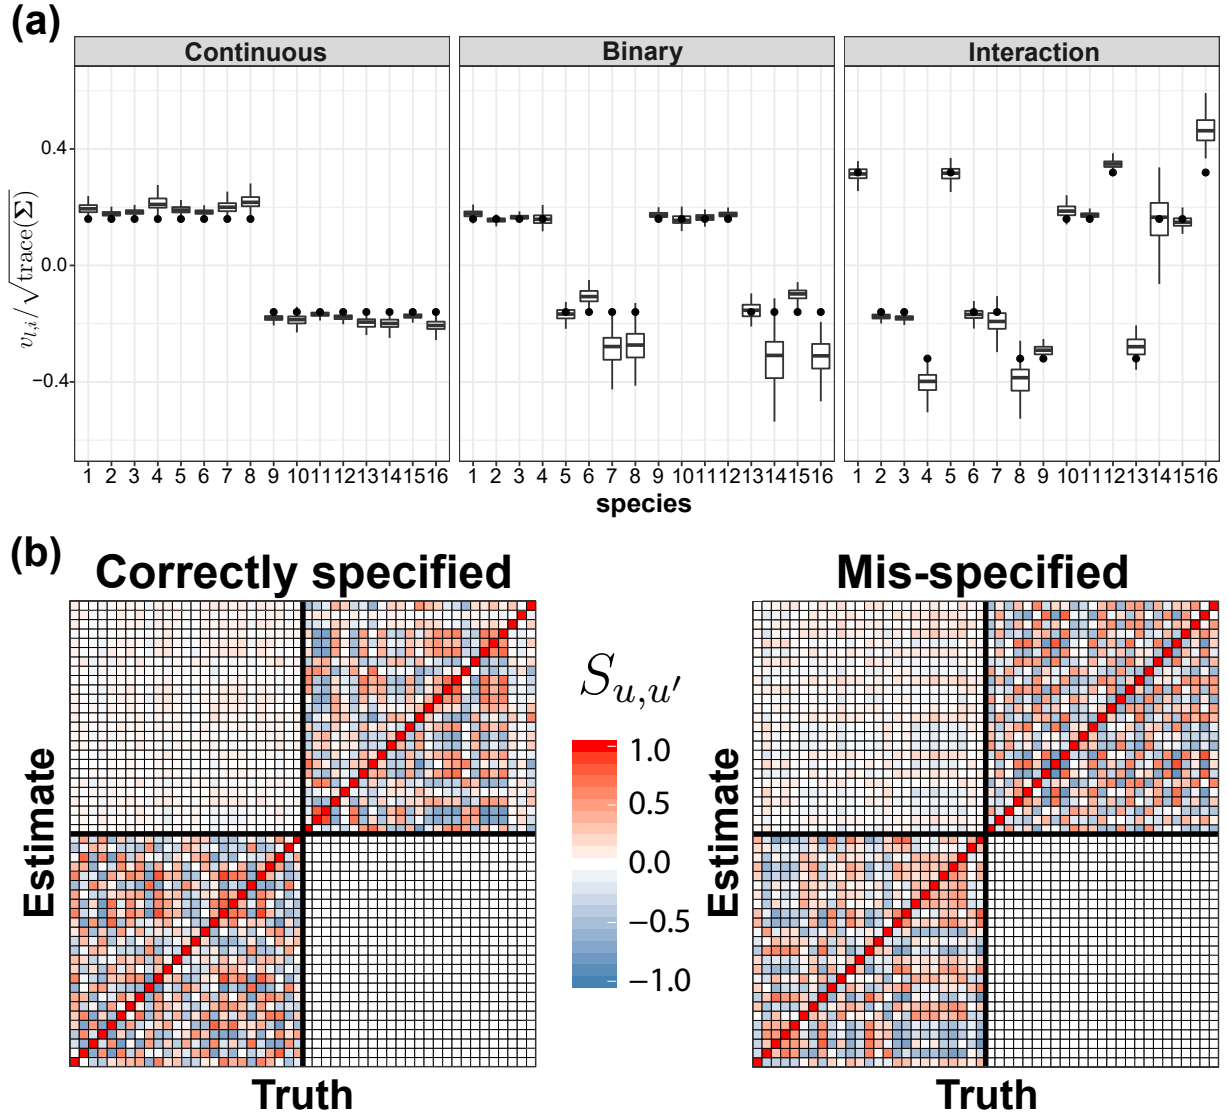 (a)
Continuous Binary Interaction
v_{l,i}/√trace(Σ)
0.4
0.0
−0.4
1 2 3 4 5 6 7 8 9 10 11 12 13 14 15 16 1 2 3 4 5 6 7 8 9 10 11 12 13 14 15 16 1 2 3 4 5 6 7 8 9 10 11 12 13 14 15 16
species
(b)
Correctly specified Mis-specified
Estimate
S_{u,u′}
1.0
0.5
0.0
−0.5
−1.0
Estimate
Truth Truth